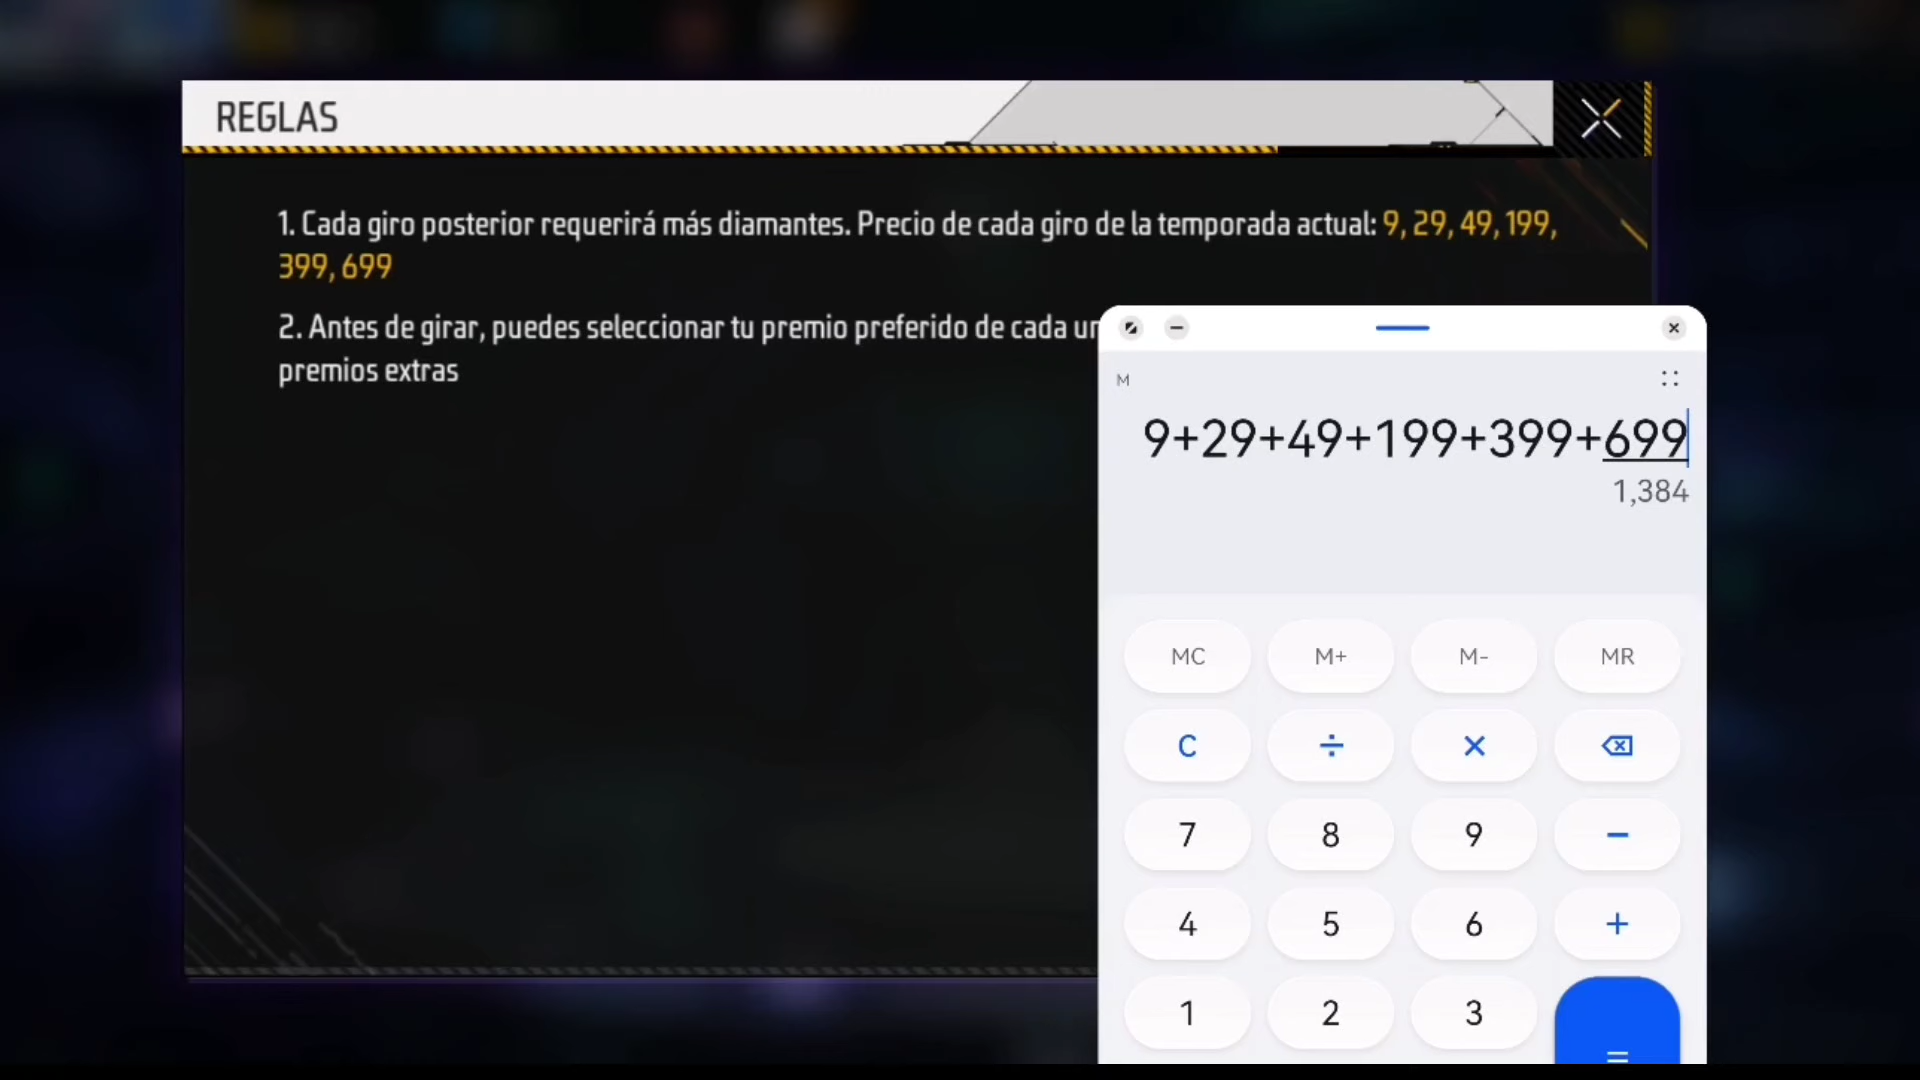 REGLAS
1. Cada giro posterior requerirá más diamantes. Precio de cada giro de la temporada actual: 9, 29, 49, 199,
399, 699
2. Antes de girar, puedes seleccionar tu premio preferido de cada
premios extras
M
9+29+49+199+399+699
1,384
MC M+ M- MR
C ÷ ×
7 8 9 −
4 5 6 +
1 2 3 =